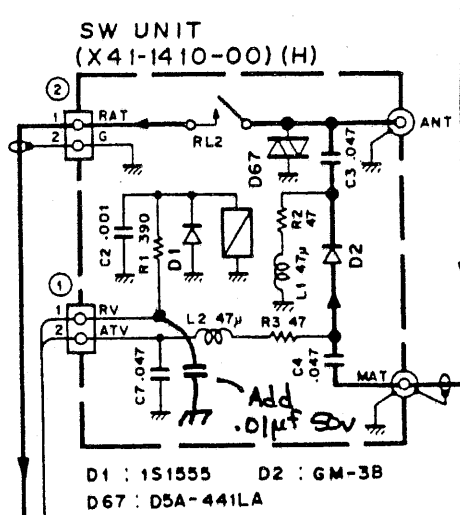 SW UNIT
(X41-1410-00)(H)
2
1 RAT
2 G
RL2
ANT
D67
C3 .047
C2 .001
R1 390
D1
R2 47
L1 47μ
D2
1
1 RV
2 ATV
L2 47μ
R3 47
C7 .047
C4 .047
MAT
Add
.01μf 50v
D1 : 1S1555 D2 : GM-3B
D67 : D5A-441LA